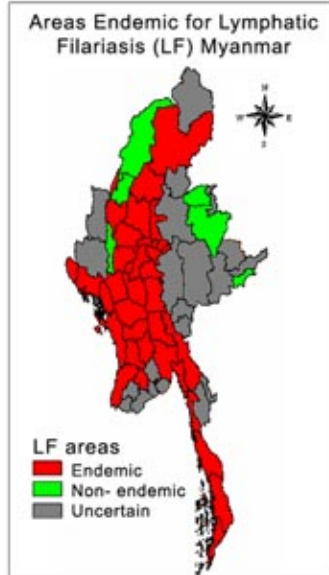 Areas Endemic for Lymphatic
Filariasis (LF) Myanmar
N
W E
S
LF areas
Endemic
Non- endemic
Uncertain